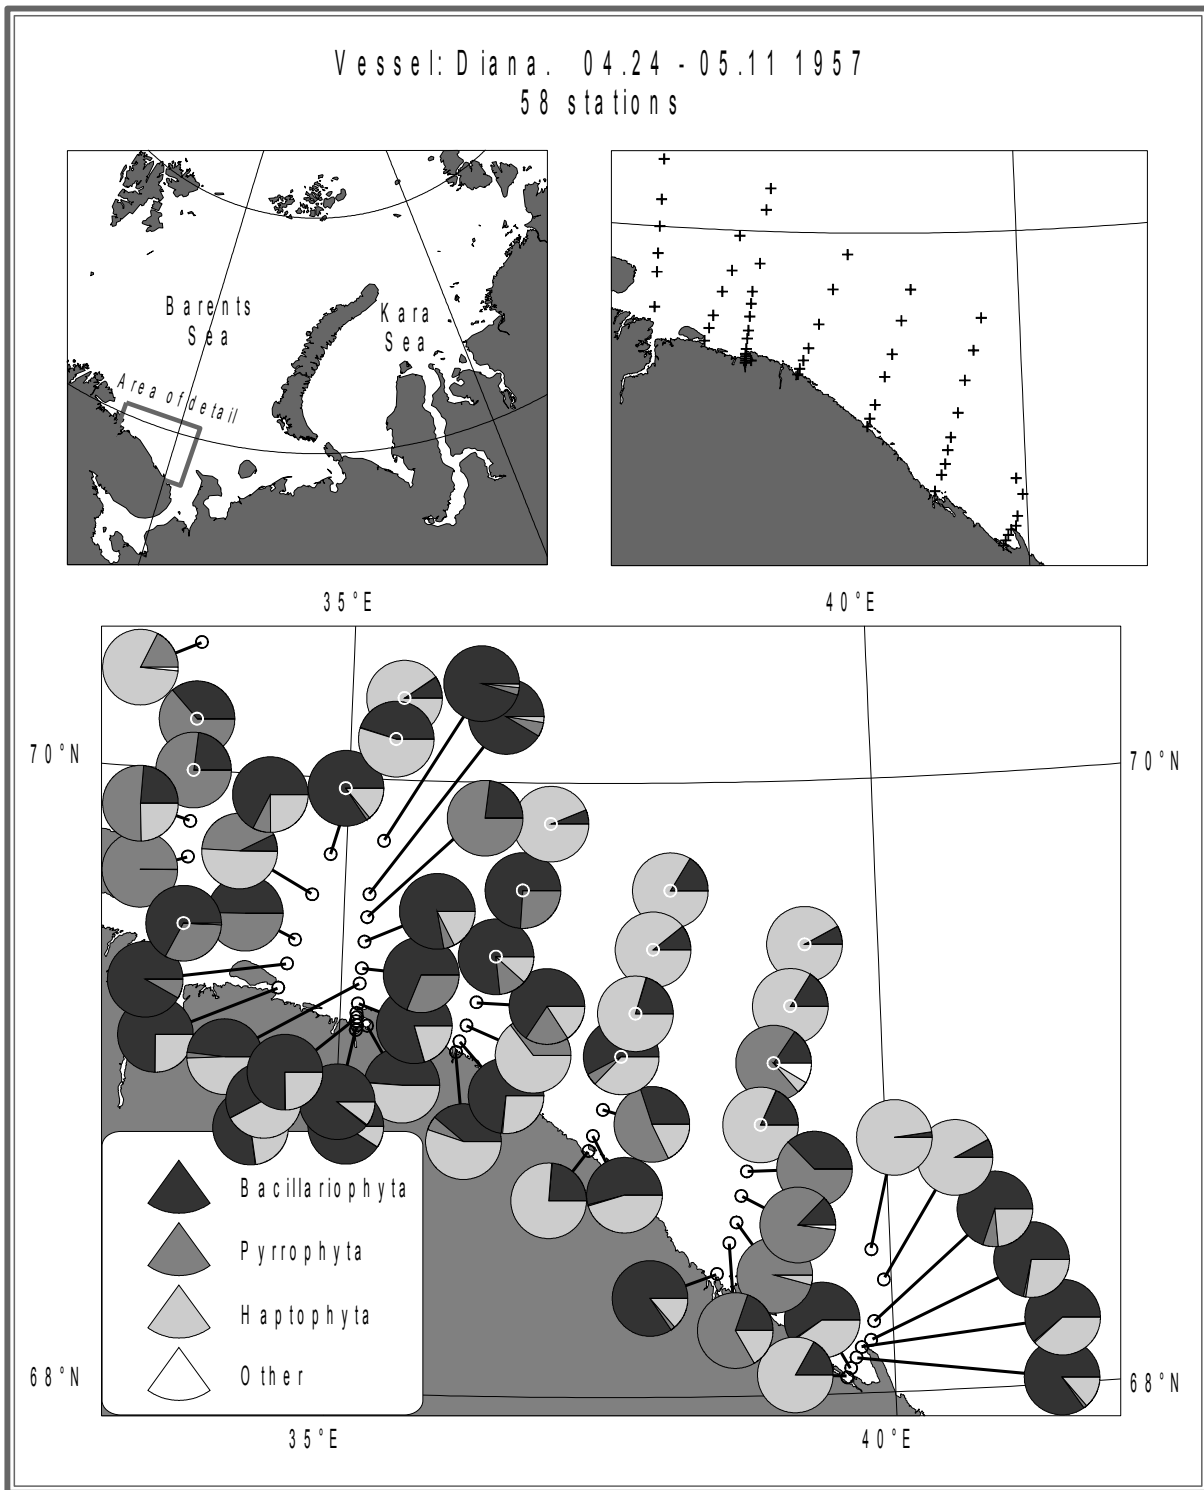 Vessel: Diana. 04.24 - 05.11 1957
58 stations
Barents
Sea
Kara
Sea
Area of detail
35°E
40°E
70°N
70°N
Bacillariophyta
Pyrrophyta
Haptophyta
Other
68°N
68°N
35°E
40°E